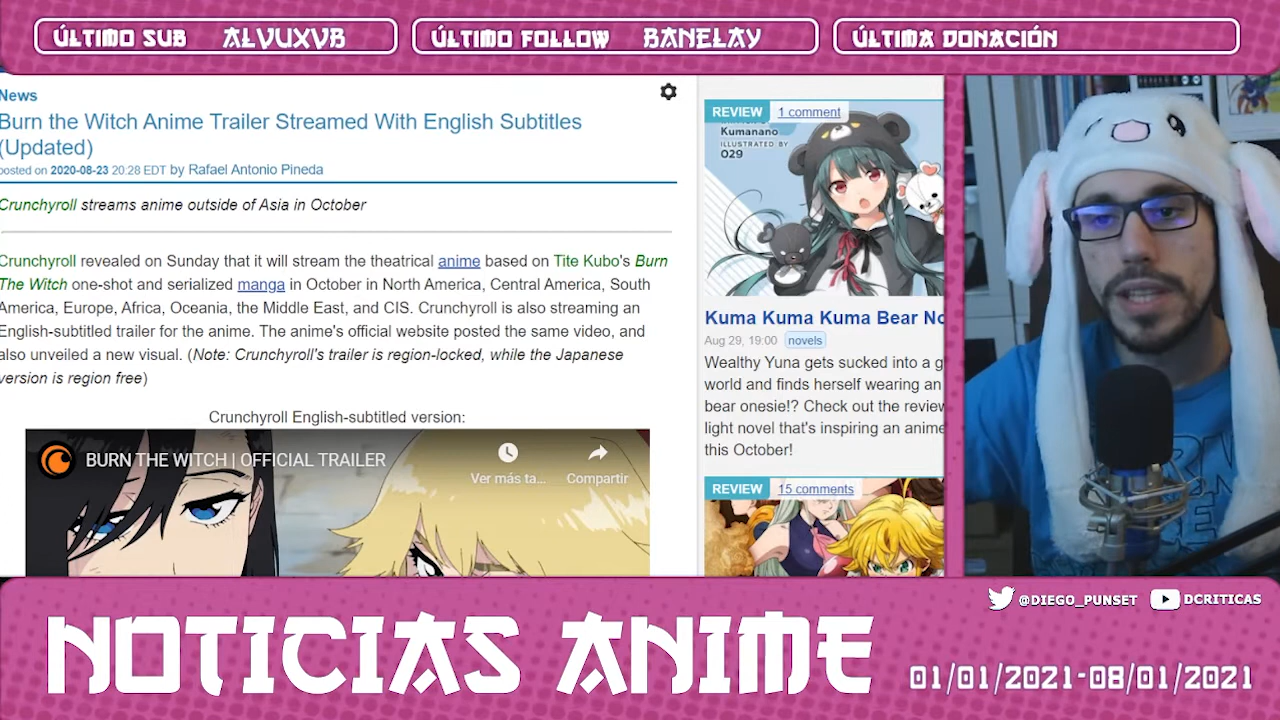 ÚLTIMO SUB ALVUXVB
ÚLTIMO FOLLOW BANELAY
ÚLTIMA DONACIÓN
News
Burn the Witch Anime Trailer Streamed With English Subtitles
(Updated)
posted on 2020-08-23 20:28 EDT by Rafael Antonio Pineda
Crunchyroll streams anime outside of Asia in October
Crunchyroll revealed on Sunday that it will stream the theatrical anime based on Tite Kubo's Burn
The Witch one-shot and serialized manga in October in North America, Central America, South
America, Europe, Africa, Oceania, the Middle East, and CIS. Crunchyroll is also streaming an
English-subtitled trailer for the anime. The anime's official website posted the same video, and
also unveiled a new visual. (Note: Crunchyroll's trailer is region-locked, while the Japanese
version is region free)
Crunchyroll English-subtitled version:
BURN THE WITCH | OFFICIAL TRAILER
Ver más ta...
Compartir
REVIEW 1 comment
Kumanano
ILLUSTRATED BY
029
Kuma Kuma Kuma Bear No
Aug 29, 19:00 novels
Wealthy Yuna gets sucked into a g
world and finds herself wearing an
bear onesie!? Check out the review
light novel that's inspiring an anime
this October!
REVIEW 15 comments
@DIEGO_PUNSET
DCRITICAS
NOTICIAS ANIME
01/01/2021-08/01/2021